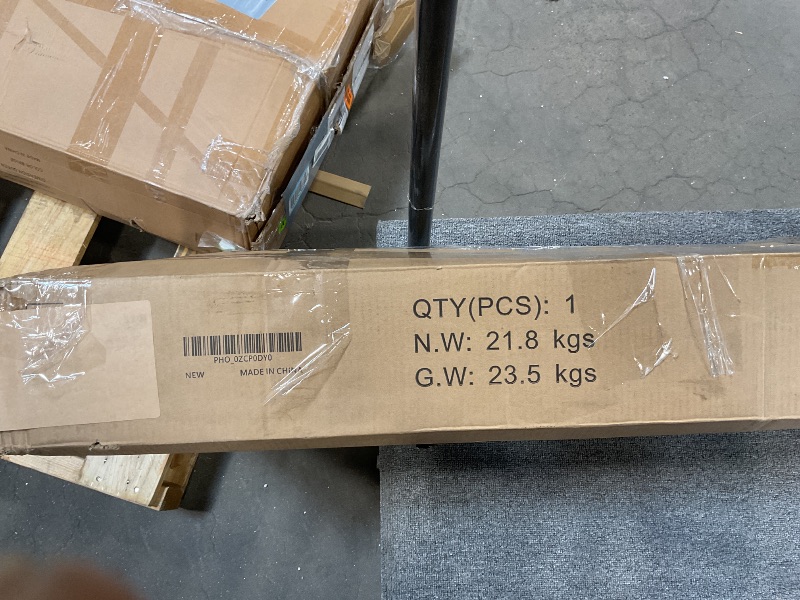 QTY(PCS): 1
N.W: 21.8 kgs
G.W: 23.5 kgs
PHO_0ZCP0DY0
NEW MADE IN CHINA